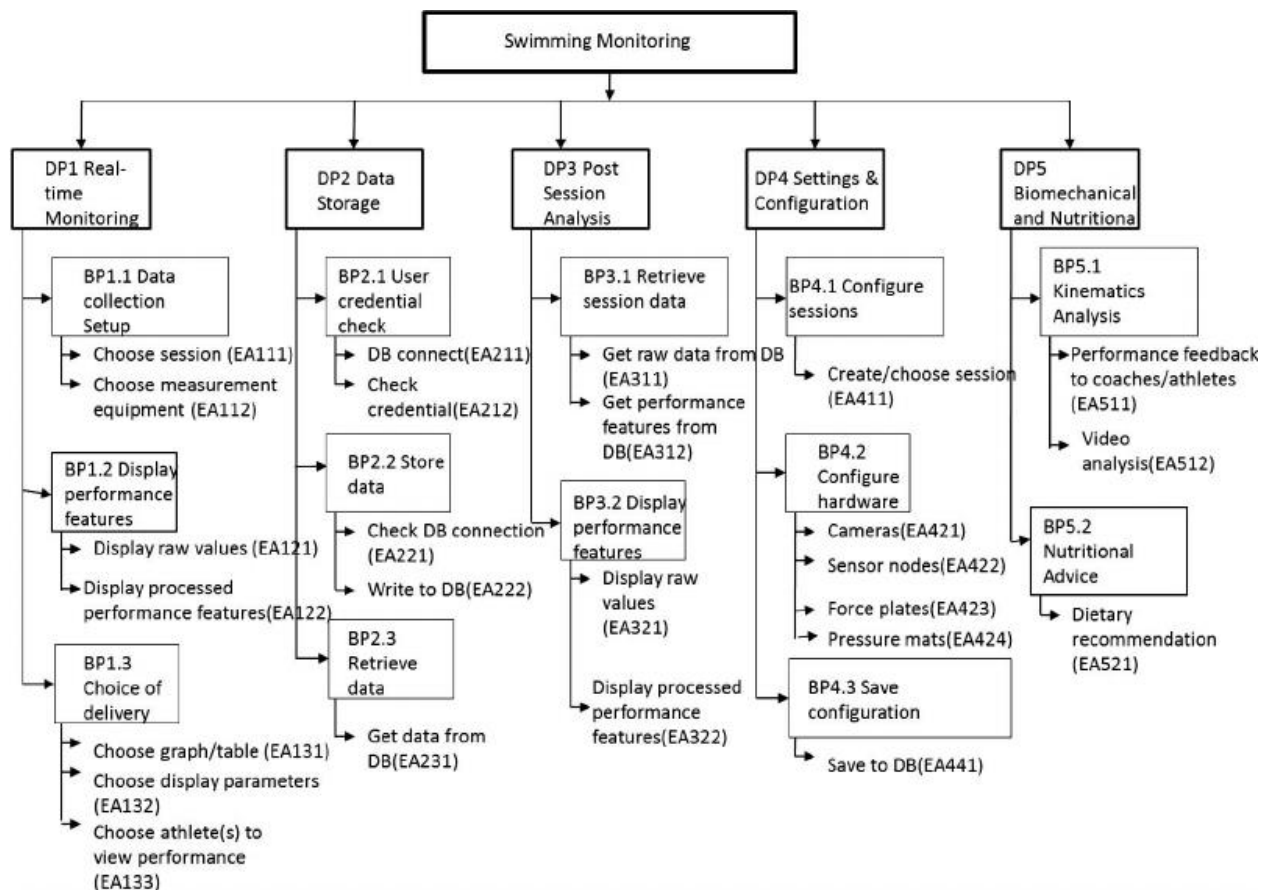 Swimming Monitoring
DP1 Real-
time
Monitoring
BP1.1 Data
collection
Setup
Choose session (EA111)
Choose measurement
equipment (EA112)
BP1.2 Display
performance
features
Display raw values (EA121)
Display processed
performance features(EA122)
BP1.3
Choice of
delivery
Choose graph/table (EA131)
Choose display parameters
(EA132)
Choose athlete(s) to
view performance
(EA133)
DP2 Data
Storage
BP2.1 User
credential
check
DB connect(EA211)
Check
credential(EA212)
BP2.2 Store
data
Check DB connection
(EA221)
Write to DB(EA222)
BP2.3
Retrieve
data
Get data from
DB(EA231)
DP3 Post
Session
Analysis
BP3.1 Retrieve
session data
Get raw data from DB
(EA311)
Get performance
features from
DB(EA312)
BP3.2 Display
performance
features
Display raw
values
(EA321)
Display processed
performance
features(EA322)
DP4 Settings &
Configuration
BP4.1 Configure
sessions
Create/choose session
(EA411)
BP4.2
Configure
hardware
Cameras(EA421)
Sensor nodes(EA422)
Force plates(EA423)
Pressure mats(EA424)
BP4.3 Save
configuration
Save to DB(EA441)
DP5
Biomechanical
and Nutritiona
BP5.1
Kinematics
Analysis
Performance feedback
to coaches/athletes
(EA511)
Video
analysis(EA512)
BP5.2
Nutritional
Advice
Dietary
recommendation
(EA521)